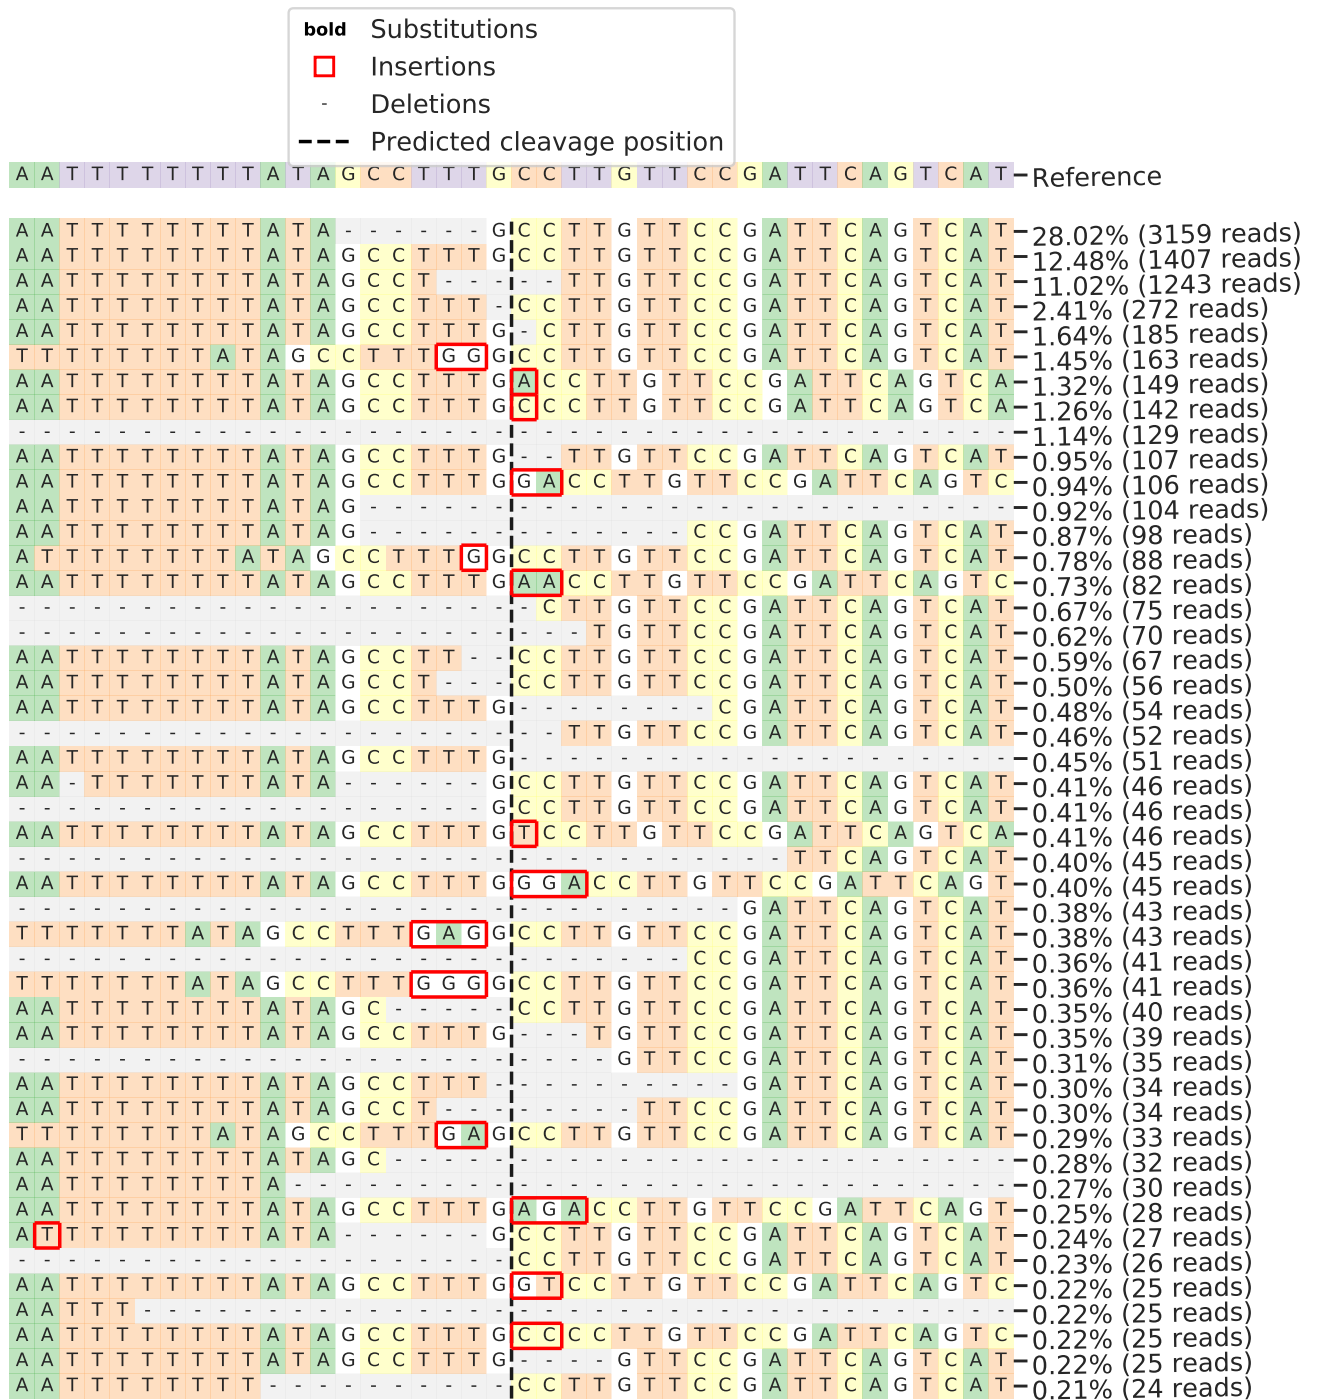 bold Substitutions
Insertions
- Deletions
Predicted cleavage position
A A T T T T T T T T A T A G C C T T T G C C T T G T T C C G A T T C A G T C A T Reference
A A T T T T T T T T A T A - - - - - - G C C T T G T T C C G A T T C A G T C A T 28.02% (3159 reads)
A A T T T T T T T T A T A G C C T T T G C C T T G T T C C G A T T C A G T C A T 12.48% (1407 reads)
A A T T T T T T T T A T A G C C T - - - - - T T G T T C C G A T T C A G T C A T 11.02% (1243 reads)
A A T T T T T T T T A T A G C C T T T - C C T T G T T C C G A T T C A G T C A T 2.41% (272 reads)
A A T T T T T T T T A T A G C C T T T G - C T T G T T C C G A T T C A G T C A T 1.64% (185 reads)
T T T T T T T T A T A G C C T T T G G G C C T T G T T C C G A T T C A G T C A T 1.45% (163 reads)
A A T T T T T T T T A T A G C C T T T G A C C T T G T T C C G A T T C A G T C A 1.32% (149 reads)
A A T T T T T T T T A T A G C C T T T G C C C T T G T T C C G A T T C A G T C A 1.26% (142 reads)
- - - - - - - - - - - - - - - - - - - - - - - - - - - - - - - - - - - - - - - - 1.14% (129 reads)
A A T T T T T T T T A T A G C C T T T G - - T T G T T C C G A T T C A G T C A T 0.95% (107 reads)
A A T T T T T T T T A T A G C C T T T G G A C C T T G T T C C G A T T C A G T C 0.94% (106 reads)
A A T T T T T T T T A T A G - - - - - - - - - - - - - - - - - - - - - - - - - - 0.92% (104 reads)
A A T T T T T T T T A T A G - - - - - - - - - - - - - C C G A T T C A G T C A T 0.87% (98 reads)
A T T T T T T T T A T A G C C T T T G G C C T T G T T C C G A T T C A G T C A T 0.78% (88 reads)
A A T T T T T T T T A T A G C C T T T G A A C C T T G T T C C G A T T C A G T C 0.73% (82 reads)
- - - - - - - - - - - - - - - - - - - - - C T T G T T C C G A T T C A G T C A T 0.67% (75 reads)
- - - - - - - - - - - - - - - - - - - - - - - T G T T C C G A T T C A G T C A T 0.62% (70 reads)
A A T T T T T T T T A T A G C C T T - - C C T T G T T C C G A T T C A G T C A T 0.59% (67 reads)
A A T T T T T T T T A T A G C C T - - - C C T T G T T C C G A T T C A G T C A T 0.50% (56 reads)
A A T T T T T T T T A T A G C C T T T G - - - - - - - - C G A T T C A G T C A T 0.48% (54 reads)
- - - - - - - - - - - - - - - - - - - - - - T T G T T C C G A T T C A G T C A T 0.46% (52 reads)
A A T T T T T T T T A T A G C C T T T G - - - - - - - - - - - - - - - - - - - - 0.45% (51 reads)
A A - T T T T T T T A T A - - - - - - G C C T T G T T C C G A T T C A G T C A T 0.41% (46 reads)
- - - - - - - - - - - - - - - - - - - G C C T T G T T C C G A T T C A G T C A T 0.41% (46 reads)
A A T T T T T T T T A T A G C C T T T G T C C T T G T T C C G A T T C A G T C A 0.41% (46 reads)
- - - - - - - - - - - - - - - - - - - - - - - - - - - - - - - T T C A G T C A T 0.40% (45 reads)
A A T T T T T T T T A T A G C C T T T G G G A C C T T G T T C C G A T T C A G T 0.40% (45 reads)
- - - - - - - - - - - - - - - - - - - - - - - - - - - - - G A T T C A G T C A T 0.38% (43 reads)
T T T T T T T A T A G C C T T T G A G G C C T T G T T C C G A T T C A G T C A T 0.38% (43 reads)
- - - - - - - - - - - - - - - - - - - - - - - - - - - C C G A T T C A G T C A T 0.36% (41 reads)
T T T T T T T A T A G C C T T T G G G G C C T T G T T C C G A T T C A G T C A T 0.36% (41 reads)
A A T T T T T T T T A T A G C - - - - - C C T T G T T C C G A T T C A G T C A T 0.35% (40 reads)
A A T T T T T T T T A T A G C C T T T G - - - T G T T C C G A T T C A G T C A T 0.35% (39 reads)
- - - - - - - - - - - - - - - - - - - - - - - - G T T C C G A T T C A G T C A T 0.31% (35 reads)
A A T T T T T T T T A T A G C C T T T - - - - - - - - - - G A T T C A G T C A T 0.30% (34 reads)
A A T T T T T T T T A T A G C C T - - - - - - - - T T C C G A T T C A G T C A T 0.30% (34 reads)
T T T T T T T T A T A G C C T T T G A G C C T T G T T C C G A T T C A G T C A T 0.29% (33 reads)
A A T T T T T T T T A T A G C - - - - - - - - - - - - - - - - - - - - - - - - - 0.28% (32 reads)
A A T T T T T T T T A - - - - - - - - - - - - - - - - - - - - - - - - - - - - - 0.27% (30 reads)
A A T T T T T T T T A T A G C C T T T G A G A C C T T G T T C C G A T T C A G T 0.25% (28 reads)
A T T T T T T T T T A T A - - - - - - G C C T T G T T C C G A T T C A G T C A T 0.24% (27 reads)
- - - - - - - - - - - - - - - - - - - - C C T T G T T C C G A T T C A G T C A T 0.23% (26 reads)
A A T T T T T T T T A T A G C C T T T G G T C C T T G T T C C G A T T C A G T C 0.22% (25 reads)
A A T T T - - - - - - - - - - - - - - - - - - - - - - - - - - - - - - - - - - - 0.22% (25 reads)
A A T T T T T T T T A T A G C C T T T G C C C C T T G T T C C G A T T C A G T C 0.22% (25 reads)
A A T T T T T T T T A T A G C C T T T G - - - - G T T C C G A T T C A G T C A T 0.22% (25 reads)
A A T T T T T T T T - - - - - - - - - - C C T T G T T C C G A T T C A G T C A T 0.21% (24 reads)